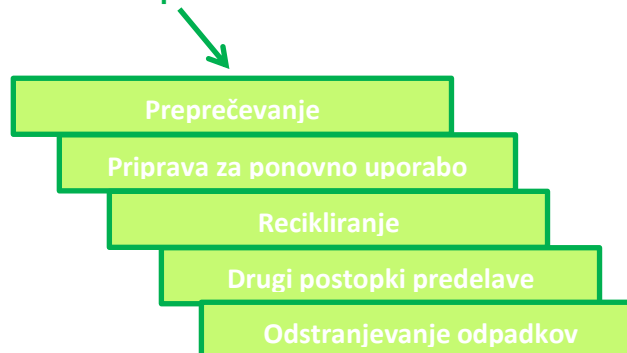 Preprečevanje
Priprava za ponovno uporabo
Recikliranje
Drugi postopki predelave
Odstranjevanje odpadkov